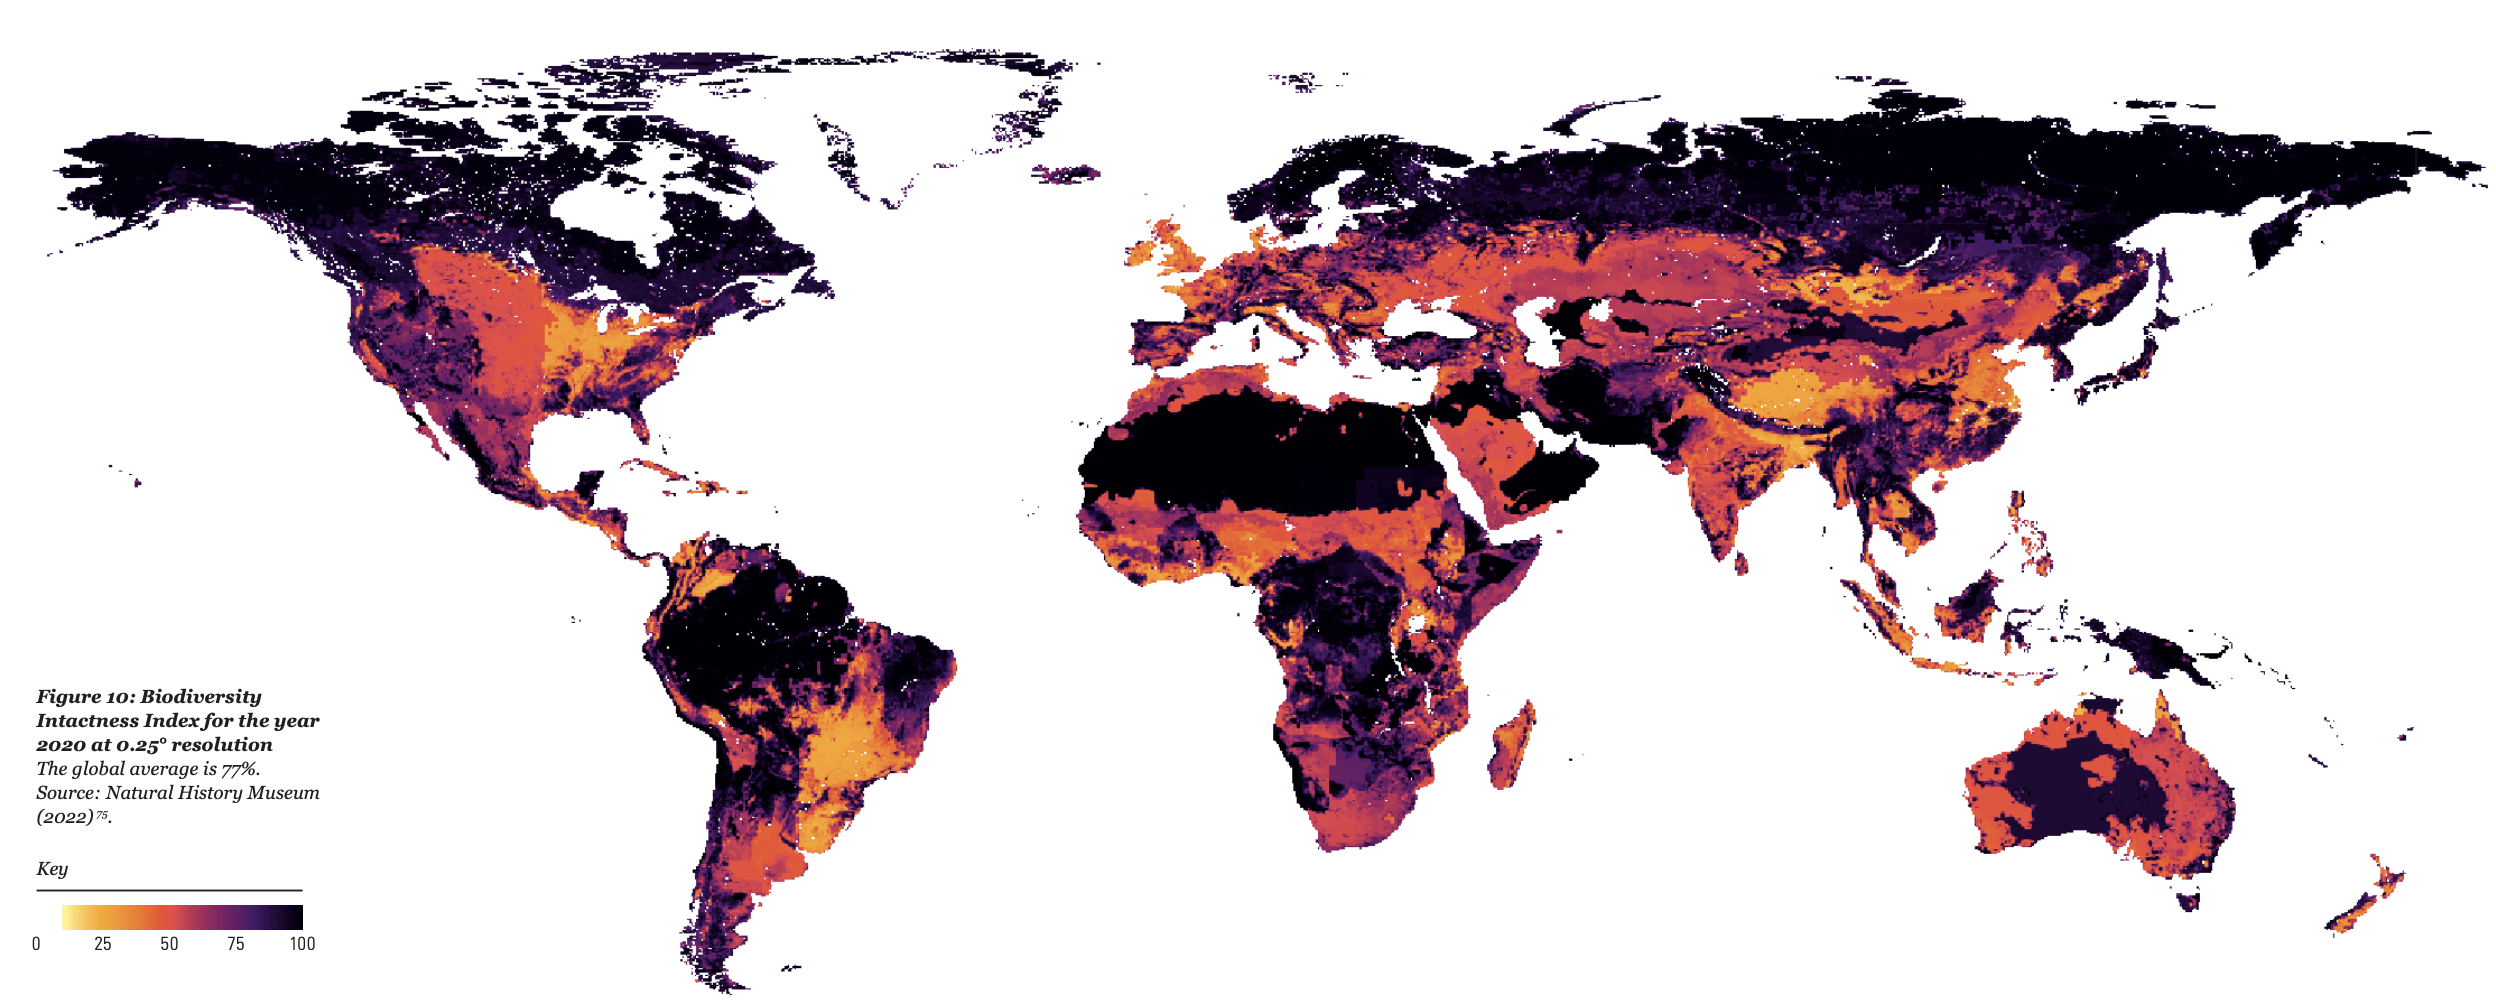 Figure 10: Biodiversity
Intactness Index for the year
2020 at 0.25° resolution
The global average is 77%.
Source: Natural History Museum
(2022)⁷⁵.
Key
0 25 50 75 100